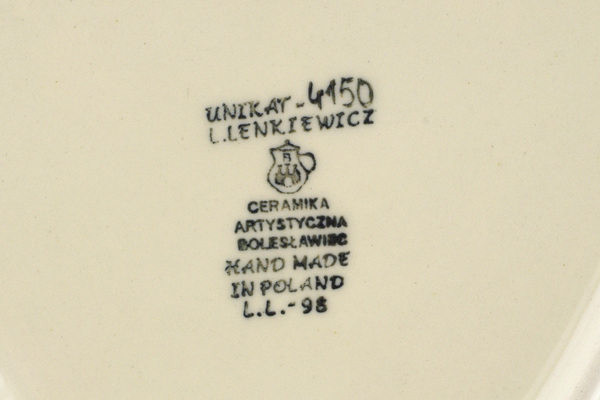 UNIKAT-4150
L.LENKIEWICZ
B
CERAMIKA
ARTYSTYCZNA
BOLESŁAWIEC
HAND MADE
IN POLAND
L.L.-98